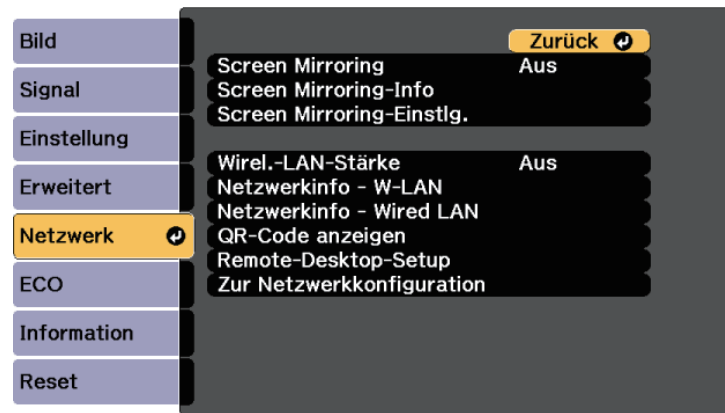 Bild
Signal
Einstellung
Erweitert
Netzwerk
ECO
Information
Reset
Zurück
Screen Mirroring Aus
Screen Mirroring-Info
Screen Mirroring-Einstlg.
Wirel.-LAN-Stärke Aus
Netzwerkinfo - W-LAN
Netzwerkinfo - Wired LAN
QR-Code anzeigen
Remote-Desktop-Setup
Zur Netzwerkkonfiguration